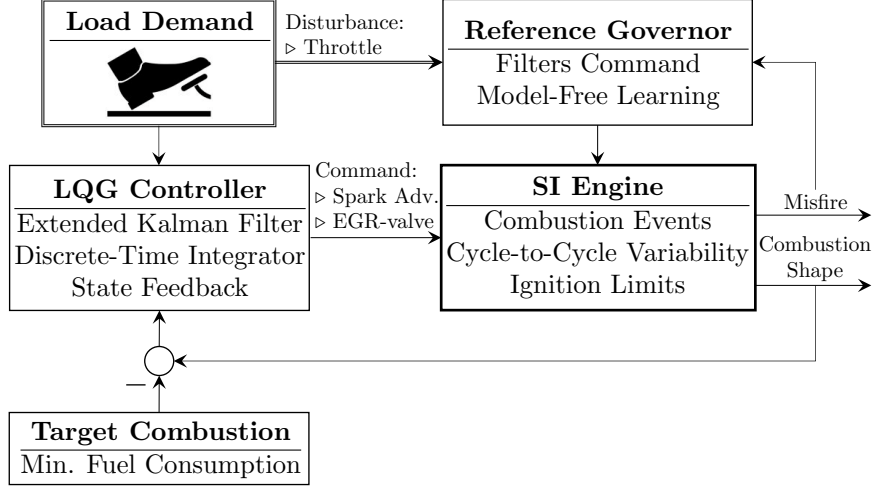 Load Demand
Disturbance:
▷ Throttle
Reference Governor
Filters Command
Model-Free Learning
LQG Controller
Extended Kalman Filter
Discrete-Time Integrator
State Feedback
Command:
▷ Spark Adv.
▷ EGR-valve
SI Engine
Combustion Events
Cycle-to-Cycle Variability
Ignition Limits
Misfire
Combustion
Shape
−
Target Combustion
Min. Fuel Consumption